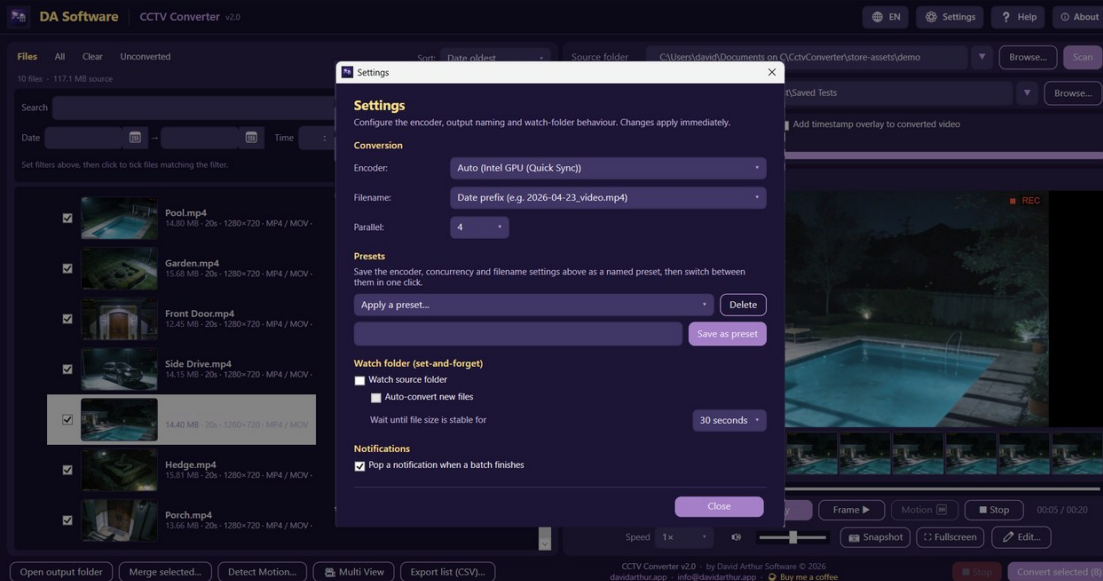 DA Software
CCTV Converter v2.0
EN
Settings
? Help
About
Files
All
Clear
Unconverted
Sort:
Date oldest
10 files · 117.1 MB source
Search
Date
Time
:
Set filters above, then click to tick files matching the filter.
Pool.mp4
14.80 MB · 20s · 1280×720 · MP4 / MOV ·
Garden.mp4
15.68 MB · 20s · 1280×720 · MP4 / MOV ·
Front Door.mp4
12.45 MB · 20s · 1280×720 · MP4 / MOV ·
Side Drive.mp4
14.15 MB · 20s · 1280×720 · MP4 / MOV ·
14.40 MB · 20s · 1280×720 · MP4 / MOV ·
Hedge.mp4
15.81 MB · 20s · 1280×720 · MP4 / MOV ·
Porch.mp4
13.66 MB · 20s · 1280×720 · MP4 / MOV ·
Source folder
C:\Users\david\Documents on C\CctvConverter\store-assets\demo
Browse...
Scan
\Saved Tests
Browse...
Add timestamp overlay to converted video
Settings
Settings
Configure the encoder, output naming and watch-folder behaviour. Changes apply immediately.
Conversion
Encoder:
Auto (Intel GPU (Quick Sync))
Filename:
Date prefix (e.g. 2026-04-23_video.mp4)
Parallel:
4
Presets
Save the encoder, concurrency and filename settings above as a named preset, then switch between
them in one click.
Apply a preset...
Delete
Save as preset
Watch folder (set-and-forget)
Watch source folder
Auto-convert new files
Wait until file size is stable for
30 seconds
Notifications
Pop a notification when a batch finishes
Close
REC
Frame
Motion
Stop
00:05 / 00:20
Speed
1×
Snapshot
Fullscreen
Edit...
Open output folder
Merge selected...
Detect Motion...
Multi View
Export list (CSV)...
CCTV Converter v2.0 · by David Arthur Software © 2026
davidarthur.app · info@davidarthur.app · Buy me a coffee
Stop
Convert selected (8)